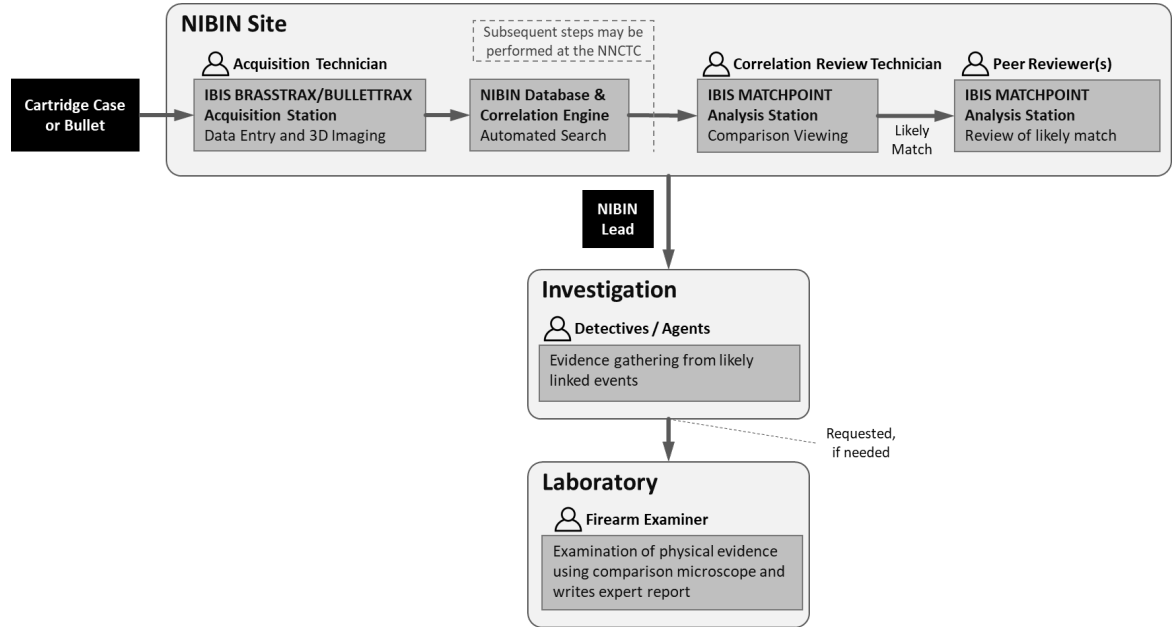 NIBIN Site
Subsequent steps may be
performed at the NNCTC
Acquisition Technician
Correlation Review Technician
Peer Reviewer(s)
Cartridge Case
or Bullet
IBIS BRASSTRAX/BULLETTRAX
Acquisition Station
Data Entry and 3D Imaging
NIBIN Database &
Correlation Engine
Automated Search
IBIS MATCHPOINT
Analysis Station
Comparison Viewing
Likely
Match
IBIS MATCHPOINT
Analysis Station
Review of likely match
NIBIN
Lead
Investigation
Detectives / Agents
Evidence gathering from likely
linked events
Requested,
if needed
Laboratory
Firearm Examiner
Examination of physical evidence
using comparison microscope and
writes expert report